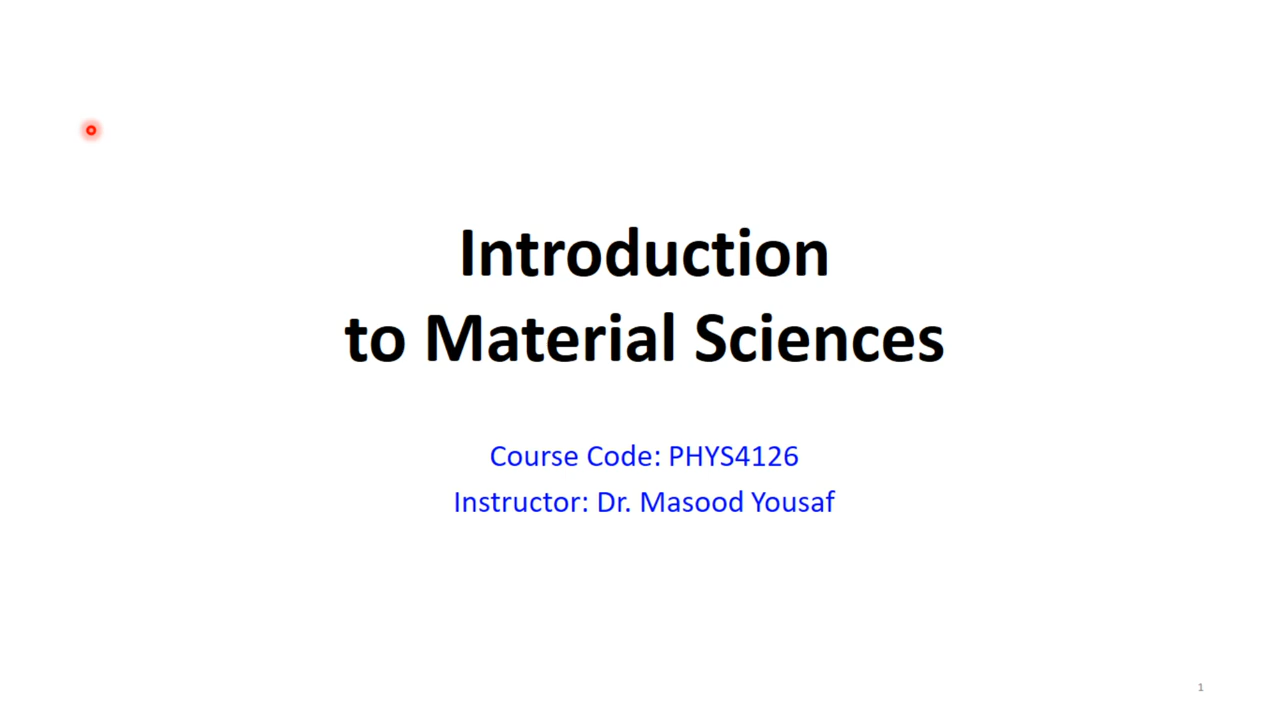 Introduction
to Material Sciences
Course Code: PHYS4126
Instructor: Dr. Masood Yousaf
1